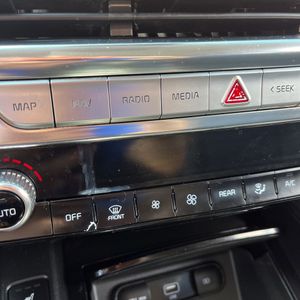 MAP RADIO MEDIA < SEEK
AUTO OFF FRONT REAR A/C